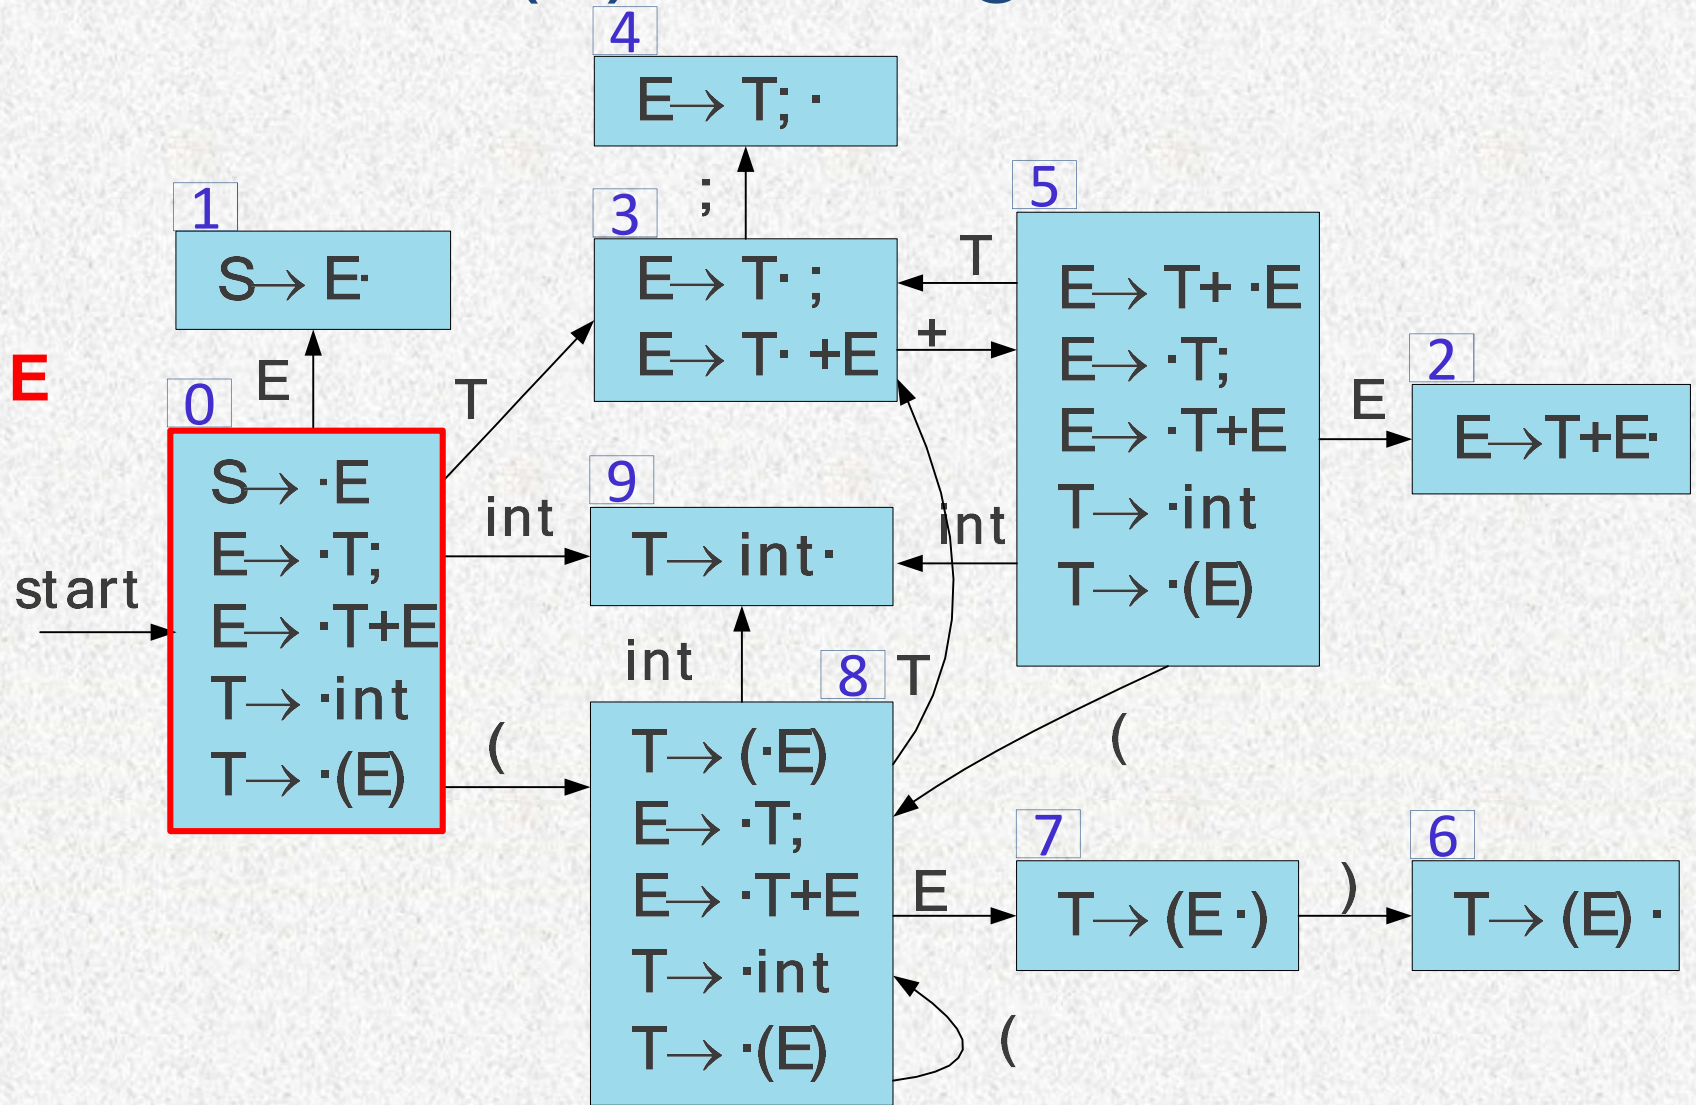 4
E→ T; ·
;
1
S→ E·
E
3
E→ T· ;
E→ T· +E
T
+
5
E→ T+ ·E
E→ ·T;
E→ ·T+E
T→ ·int
T→ ·(E)
E
2
E→T+E·
E
0
S→ ·E
E→ ·T;
E→ ·T+E
T→ ·int
T→ ·(E)
start
T
int
9
T→ int·
int
int
(
8
T
T→ (·E)
E→ ·T;
E→ ·T+E
T→ ·int
T→ ·(E)
(
(
E
7
T→ (E·)
)
6
T→ (E) ·